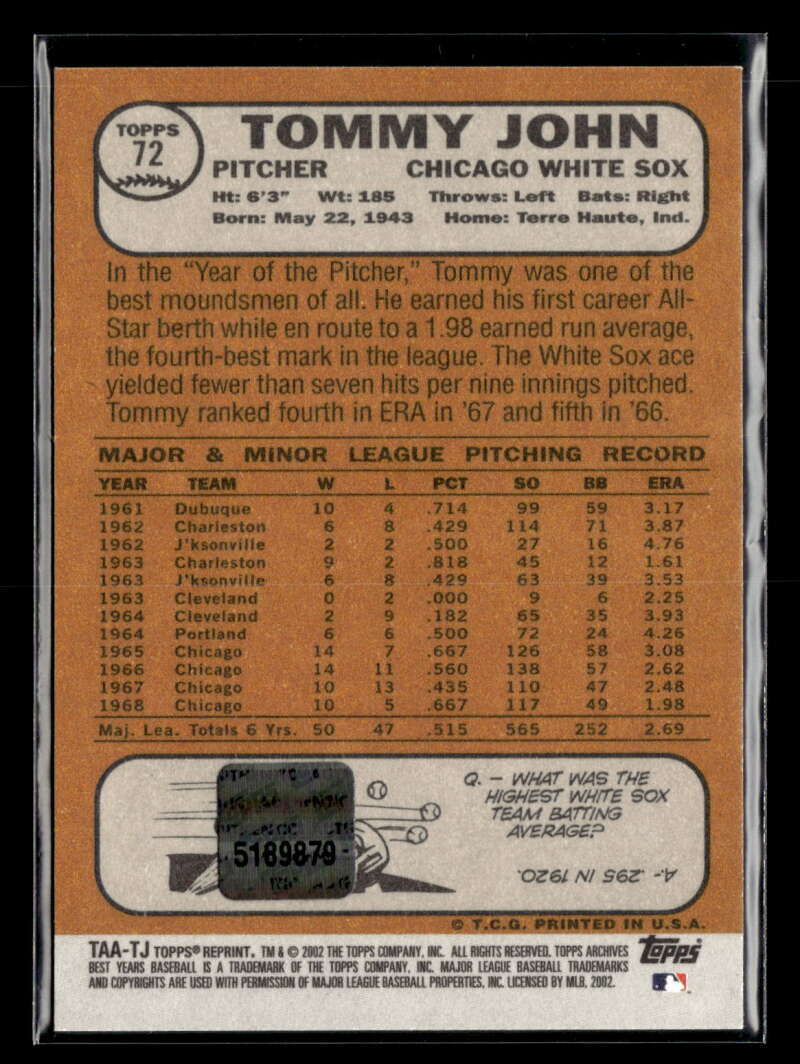 TOPPS
72
TOMMY JOHN
PITCHER CHICAGO WHITE SOX
Ht: 6'3" Wt: 185 Throws: Left Bats: Right
Born: May 22, 1943 Home: Terre Haute, Ind.
In the "Year of the Pitcher," Tommy was one of the
best moundsmen of all. He earned his first career All-
Star berth while en route to a 1.98 earned run average,
the fourth-best mark in the league. The White Sox ace
yielded fewer than seven hits per nine innings pitched.
Tommy ranked fourth in ERA in '67 and fifth in '66.
MAJOR & MINOR LEAGUE PITCHING RECORD
YEAR TEAM W L PCT SO BB ERA
1961 Dubuque 10 4 .714 99 59 3.17
1962 Charleston 6 8 .429 114 71 3.87
1962 J'ksonville 2 2 .500 27 16 4.76
1963 Charleston 9 2 .818 45 12 1.61
1963 J'ksonville 6 8 .429 63 39 3.53
1963 Cleveland 0 2 .000 9 6 2.25
1964 Cleveland 2 9 .182 65 35 3.93
1964 Portland 6 6 .500 72 24 4.26
1965 Chicago 14 7 .667 126 58 3.08
1966 Chicago 14 11 .560 138 57 2.62
1967 Chicago 10 13 .435 110 47 2.48
1968 Chicago 10 5 .667 117 49 1.98
Maj. Lea. Totals 6 Yrs. 50 47 .515 565 252 2.69
5189879
Q. – WHAT WAS THE
HIGHEST WHITE SOX
TEAM BATTING
AVERAGE?
A. – .295 IN 1920.
© T.C.G. PRINTED IN U.S.A.
TAA-TJ TOPPS® REPRINT. TM & © 2002 THE TOPPS COMPANY, INC. ALL RIGHTS RESERVED. TOPPS ARCHIVES
BEST YEARS BASEBALL IS A TRADEMARK OF THE TOPPS COMPANY, INC. MAJOR LEAGUE BASEBALL TRADEMARKS
AND COPYRIGHTS ARE USED WITH PERMISSION OF MAJOR LEAGUE BASEBALL PROPERTIES, INC. LICENSED BY MLB, 2002.
Topps